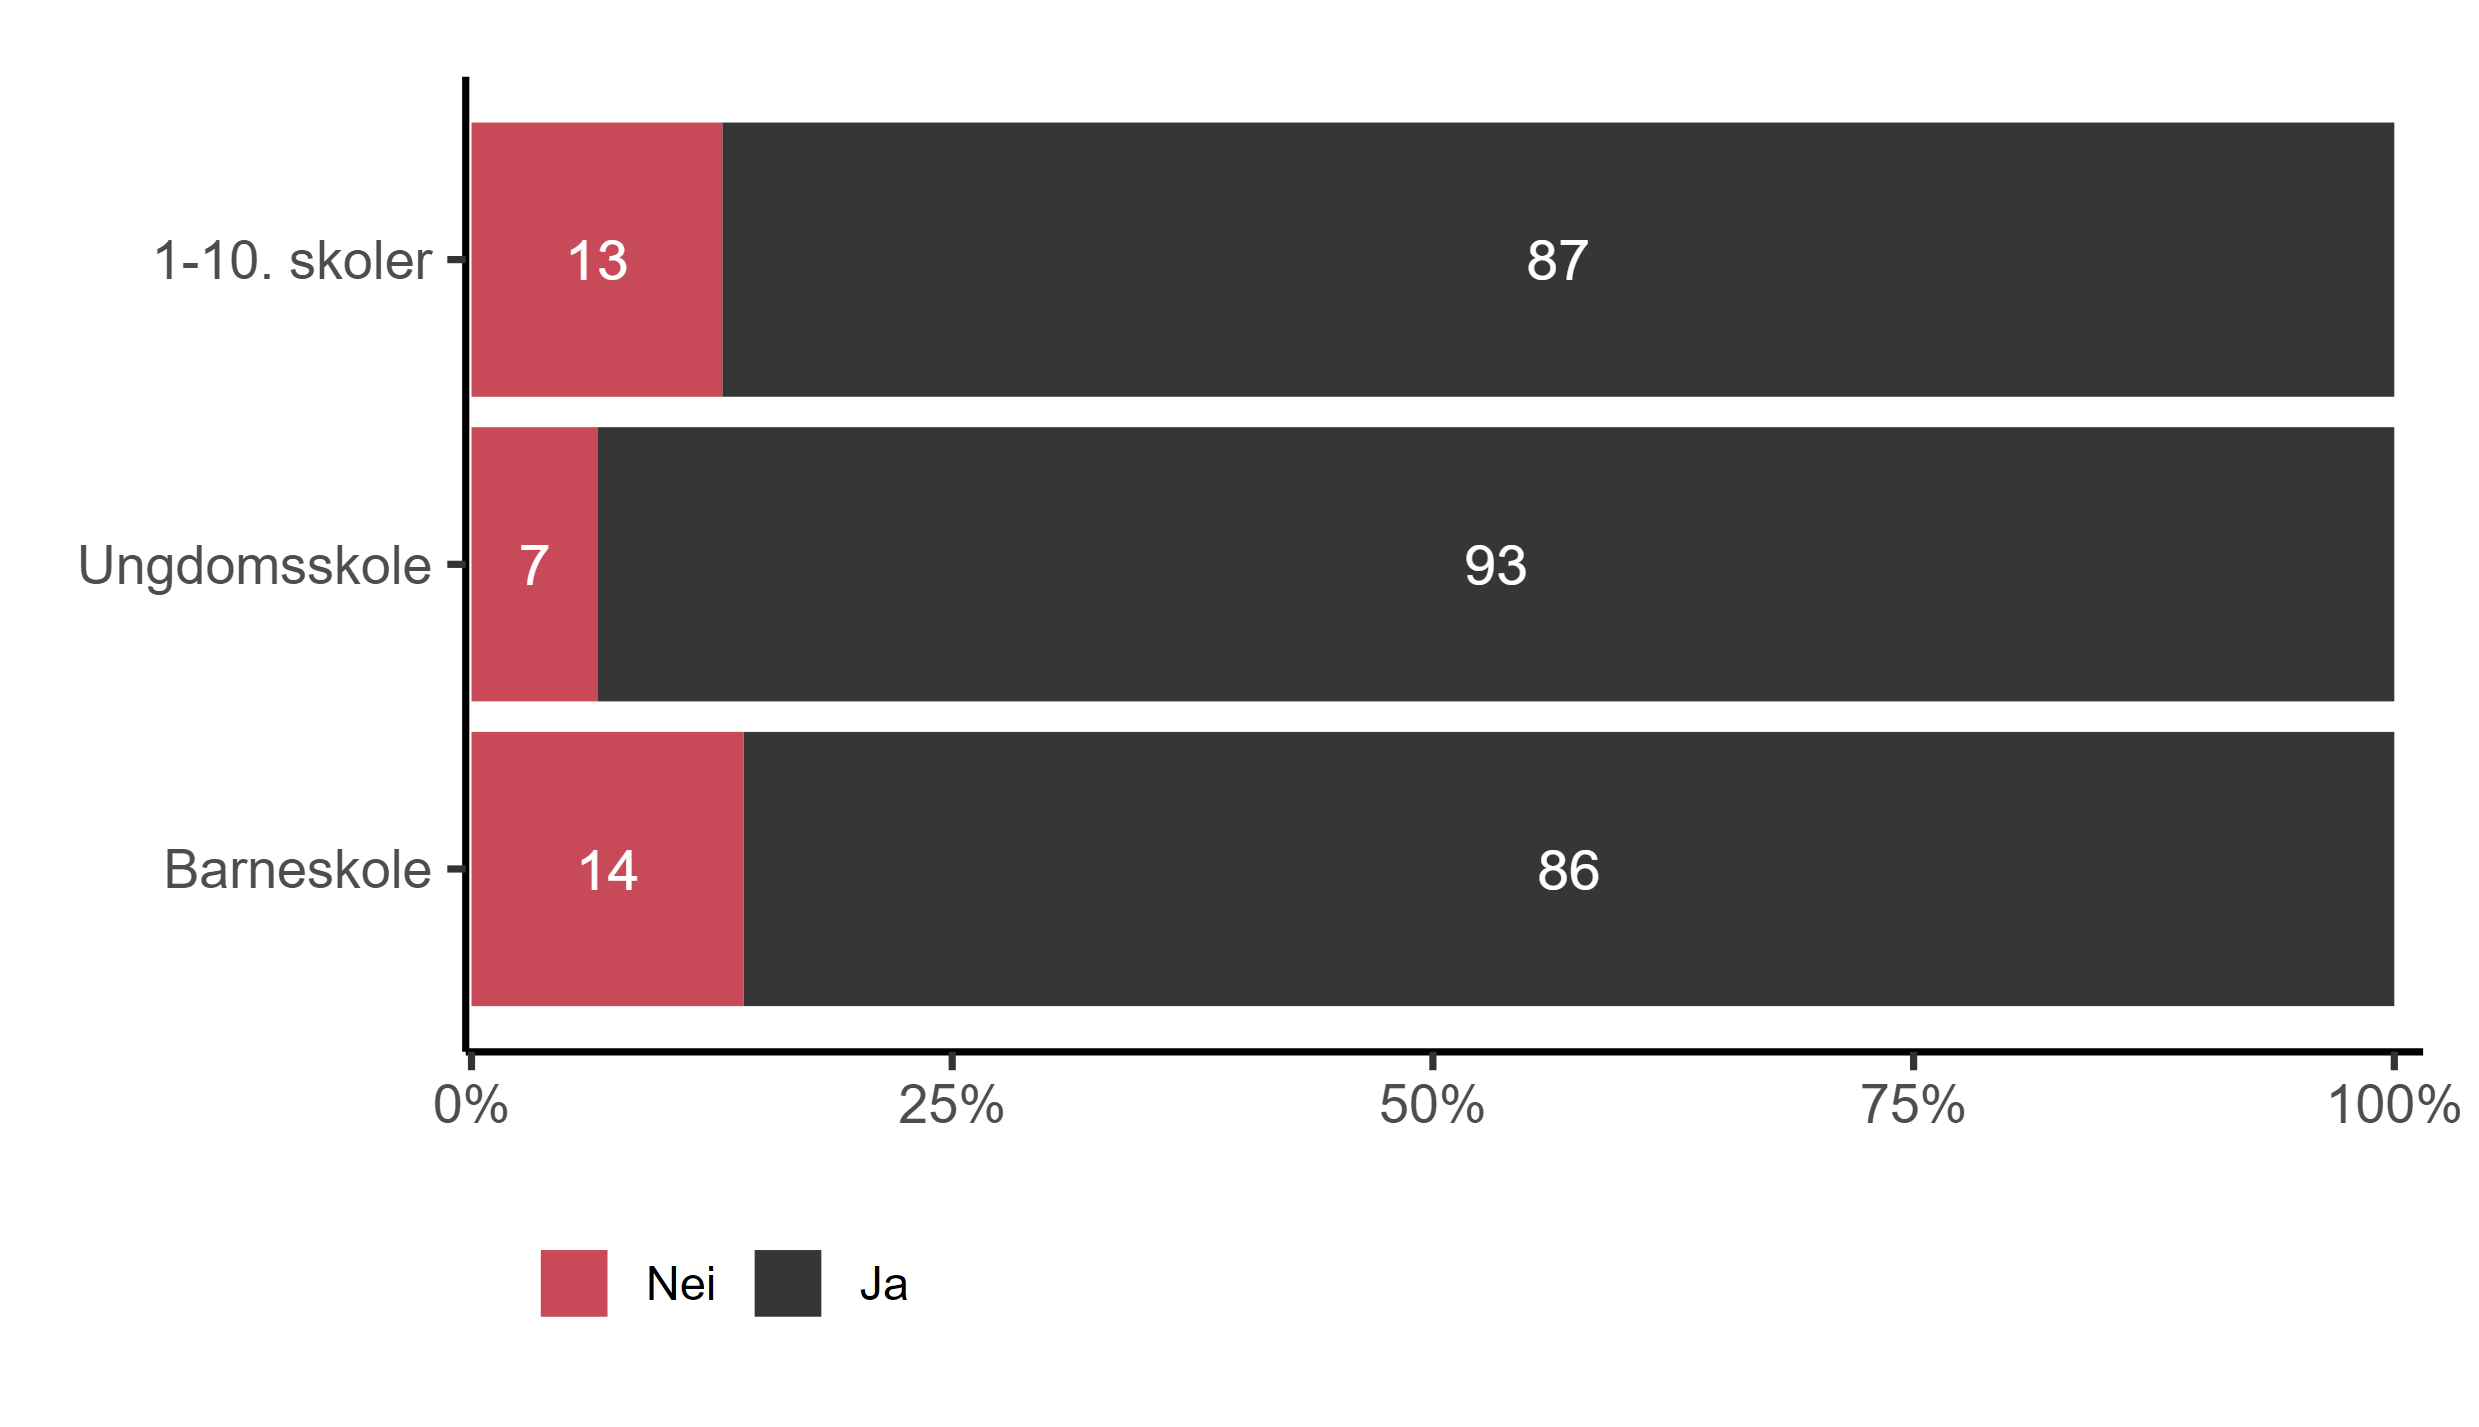 1-10. skoler 13 87
Ungdomsskole 7 93
Barneskole 14 86
0% 25% 50% 75% 100%
Nei Ja